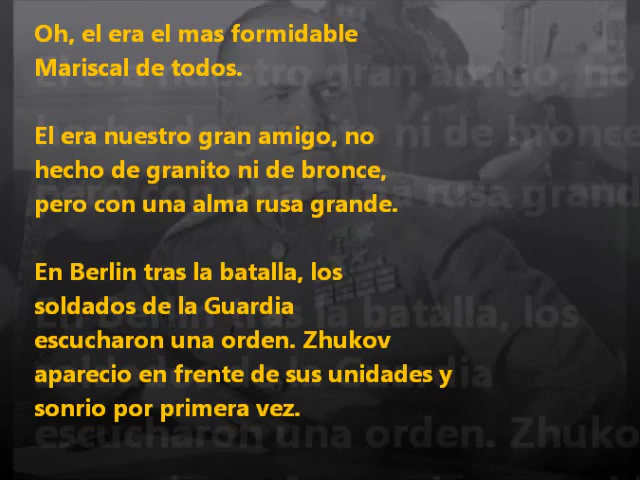 Oh, el era el mas formidable
Mariscal de todos.
El era nuestro gran amigo, no
hecho de granito ni de bronce,
pero con una alma rusa grande.
En Berlin tras la batalla, los
soldados de la Guardia
escucharon una orden. Zhukov
aparecio en frente de sus unidades y
sonrio por primera vez.